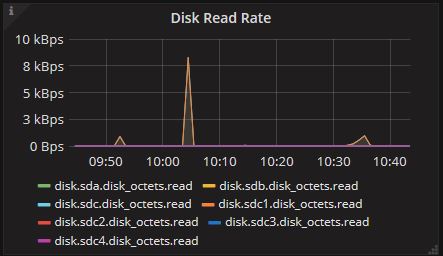 i
Disk Read Rate
10 kBps
8 kBps
5 kBps
3 kBps
0 Bps
09:50 10:00 10:10 10:20 10:30 10:40
disk.sda.disk_octets.read disk.sdb.disk_octets.read
disk.sdc.disk_octets.read disk.sdc1.disk_octets.read
disk.sdc2.disk_octets.read disk.sdc3.disk_octets.read
disk.sdc4.disk_octets.read